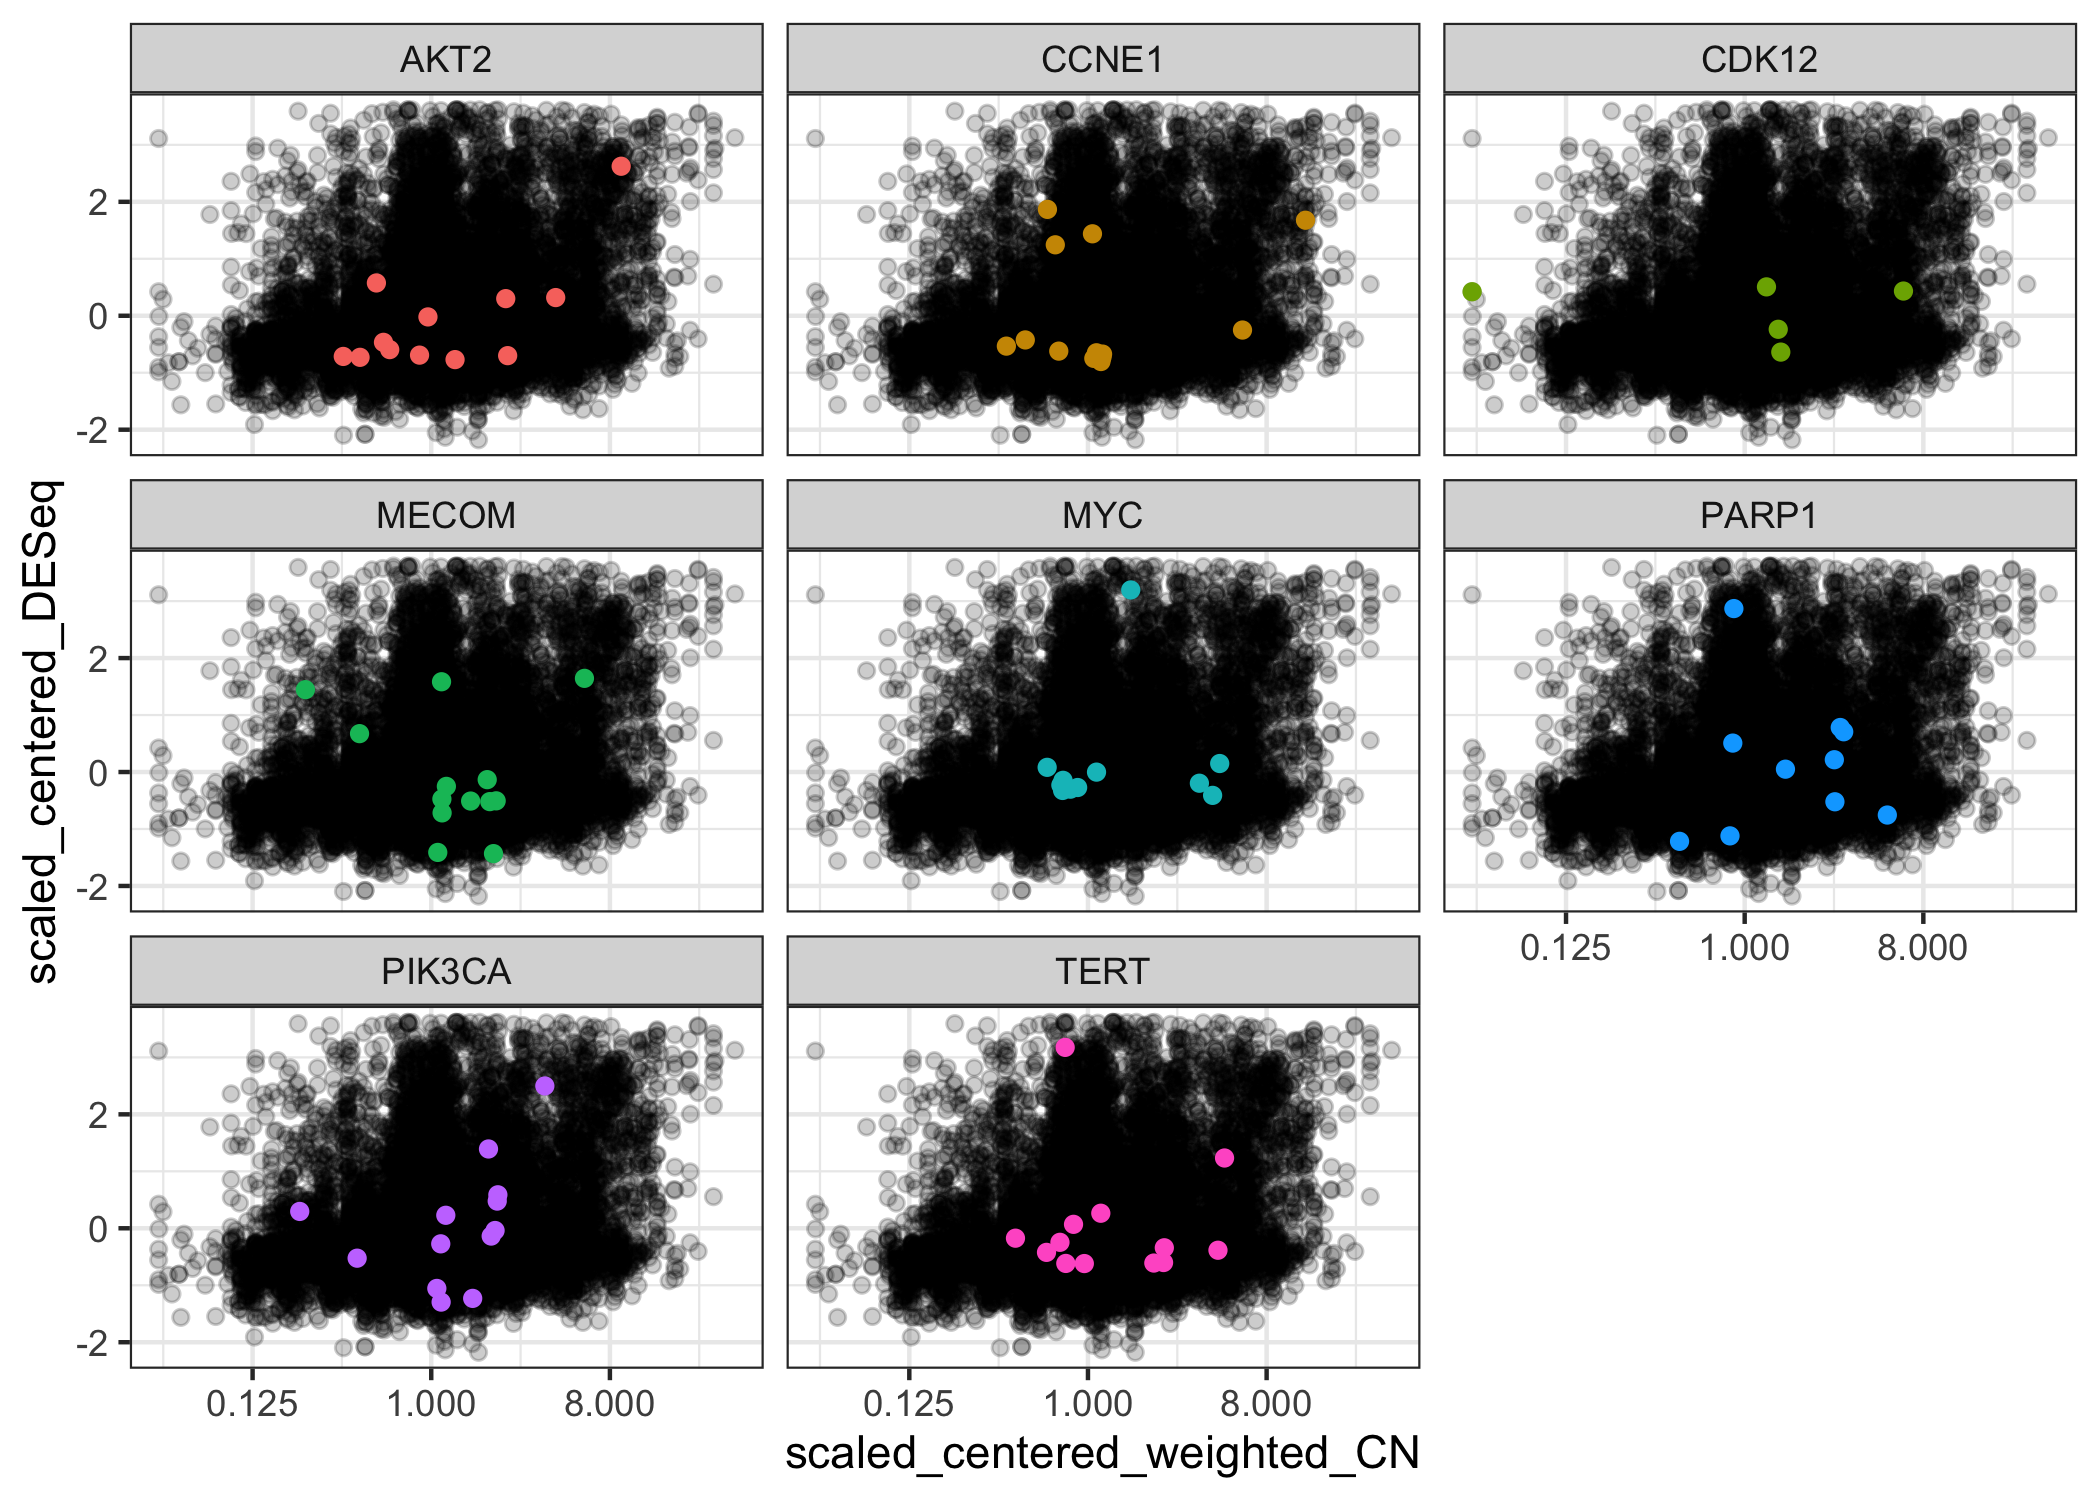 AKT2
CCNE1
CDK12
2
0
-2
MECOM
MYC
PARP1
scaled_centered_DESeq
2
0
-2
0.125 1.000 8.000
PIK3CA
TERT
2
0
-2
0.125 1.000 8.000
0.125 1.000 8.000
scaled_centered_weighted_CN